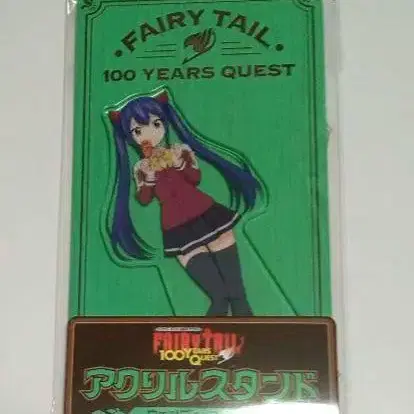 FAIRY TAIL
100 YEARS QUEST
FAIRY TAIL
100 YEARS QUEST
アクリルスタンド